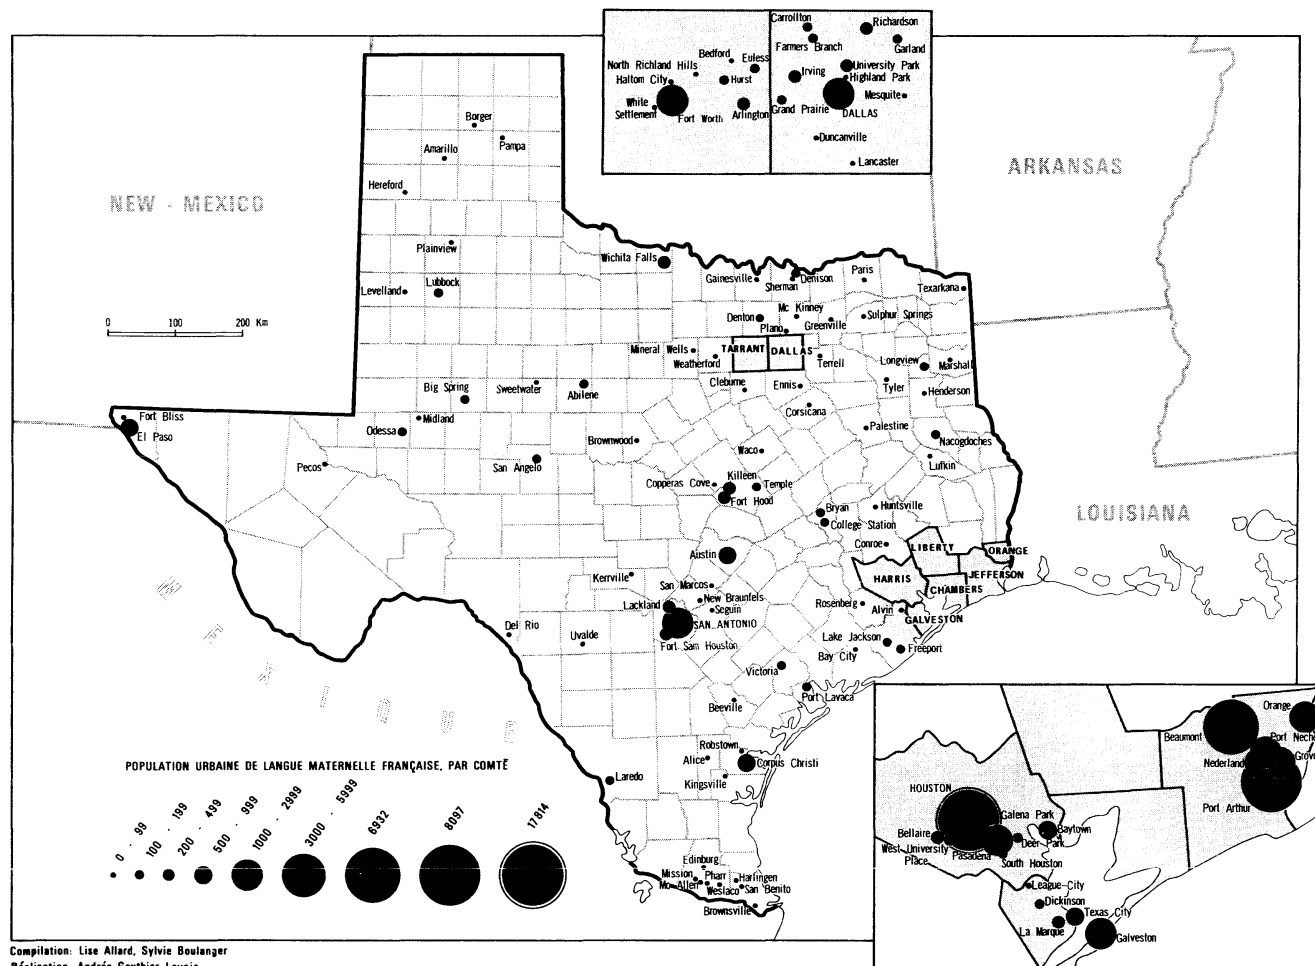 Carrollton
Richardson
Farmers Branch
Garland
Bedford
Euless
North Richland Hills
Haltom City
Hurst
White
Settlement
Fort Worth
Arlington
Irving
University Park
Highland Park
Mesquite
Grand Prairie
DALLAS
Duncanville
Lancaster
ARKANSAS
NEW - MEXICO
Borger
Pampa
Amarillo
Hereford
Plainview
Wichita Falls
Levelland
Lubbock
Gainesville
Sherman
Denison
Paris
Texarkana
0 100 200 Km
Denton
Mc Kinney
Plano
Greenville
Sulphur Springs
Mineral Wells
Weatherford
TARRANT
DALLAS
Terrell
Longview
Marshall
Big Spring
Sweetwater
Abilene
Cleburne
Ennis
Tyler
Henderson
Corsicana
Fort Bliss
El Paso
Midland
Odessa
Brownwood
Palestine
Nacogdoches
Pecos
San Angelo
Waco
Lufkin
Copperas Cove
Killeen
Temple
Fort Hood
Bryan
College Station
Huntsville
LOUISIANA
Austin
Conroe
LIBERTY
ORANGE
HARRIS
JEFFERSON
CHAMBERS
Kerrville
San Marcos
New Braunfels
Lackland
Seguin
Rosenberg
Alvin
GALVESTON
SAN ANTONIO
Fort Sam Houston
Del Rio
Uvalde
Lake Jackson
Bay City
Freeport
MEXIQUE
Victoria
Port Lavaca
Beeville
Robstown
Alice
Corpus Christi
Kingsville
Laredo
Edinburg
Mission
Pharr
Harlingen
Mc Allen
Weslaco
San Benito
Brownsville
POPULATION URBAINE DE LANGUE MATERNELLE FRANÇAISE, PAR COMTÉ
0 - 99
100 - 199
200 - 499
500 - 999
1000 - 2999
3000 - 5999
6932
8097
17814
Orange
Beaumont
Port Neche
Nederland
Grove
Port Arthur
HOUSTON
Galena Park
Baytown
Bellaire
Deer Park
West University
Place
Pasadena
South Houston
League-City
Dickinson
Texas City
La Marque
Galveston
Compilation: Lise Allard, Sylvie Boulanger